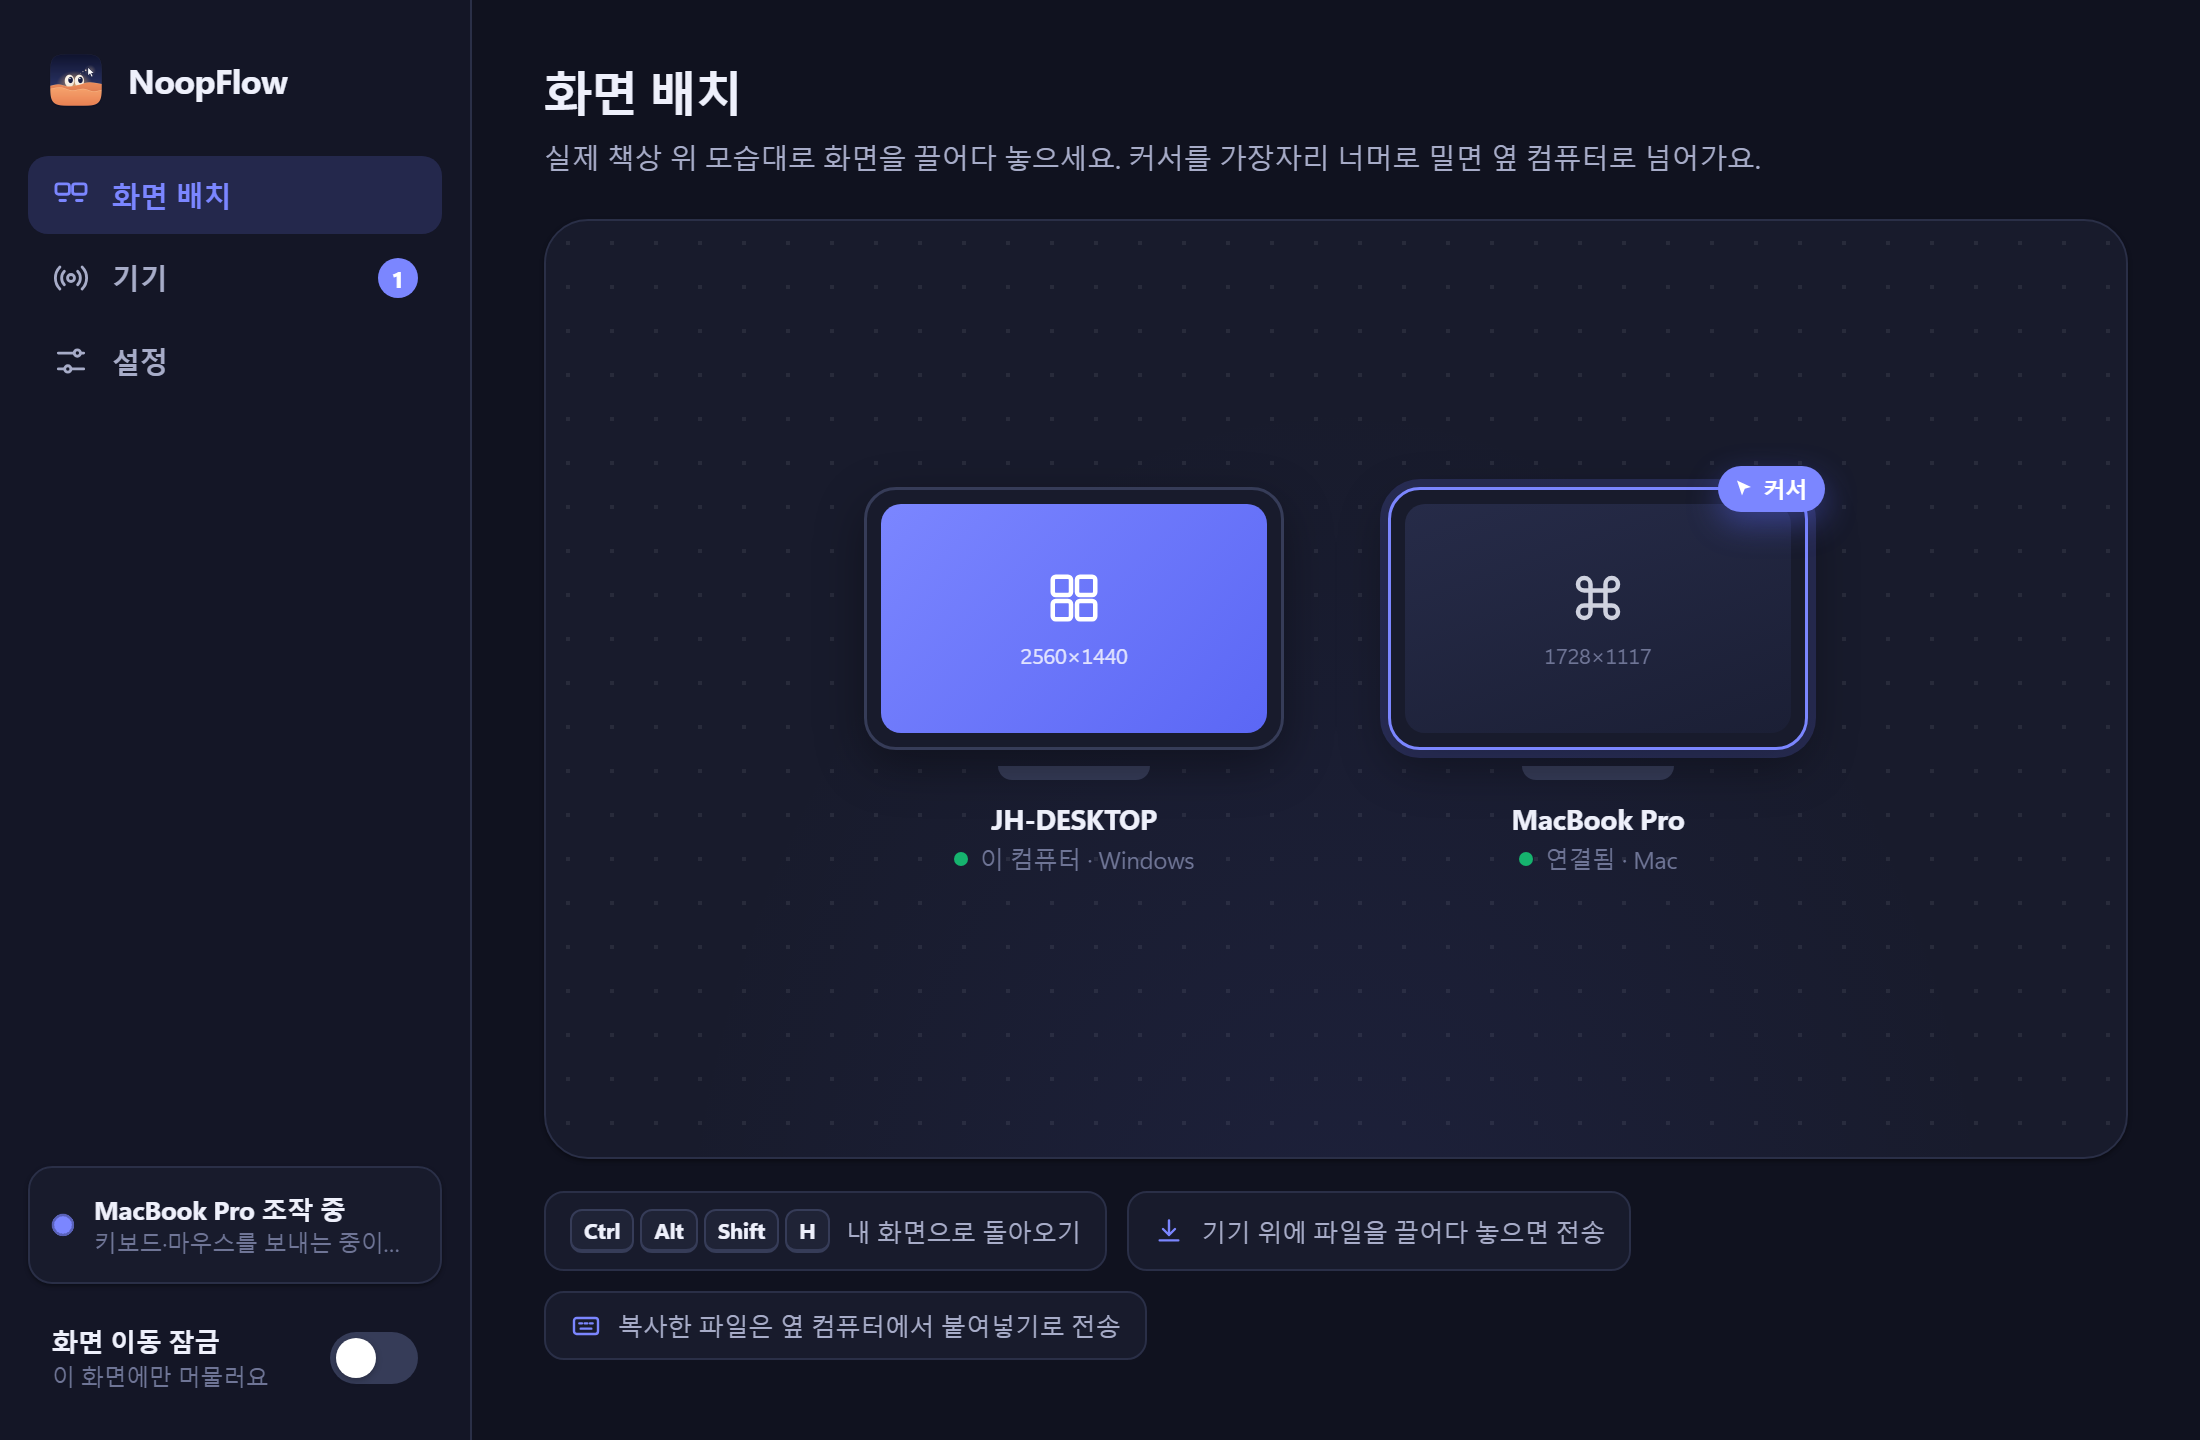 NoopFlow
화면 배치
기기
1
설정
MacBook Pro 조작 중
키보드·마우스를 보내는 중이...
화면 이동 잠금
이 화면에만 머물러요
화면 배치
실제 책상 위 모습대로 화면을 끌어다 놓으세요. 커서를 가장자리 너머로 밀면 옆 컴퓨터로 넘어가요.
커서
2560×1440
1728×1117
JH-DESKTOP
이 컴퓨터 · Windows
MacBook Pro
연결됨 · Mac
Ctrl Alt Shift H 내 화면으로 돌아오기
기기 위에 파일을 끌어다 놓으면 전송
복사한 파일은 옆 컴퓨터에서 붙여넣기로 전송